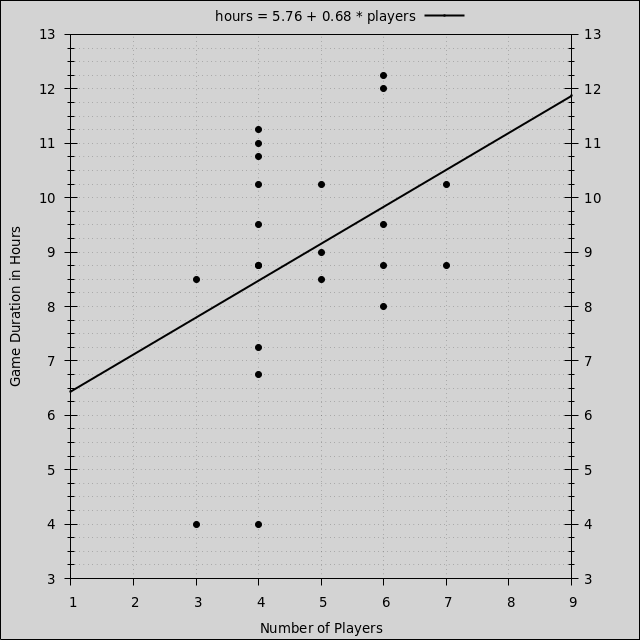 hours = 5.76 + 0.68 * players
13 13
12 12
11 11
10 10
9 9
8 8
7 7
6 6
5 5
4 4
3 3
Game Duration in Hours
1 2 3 4 5 6 7 8 9
Number of Players